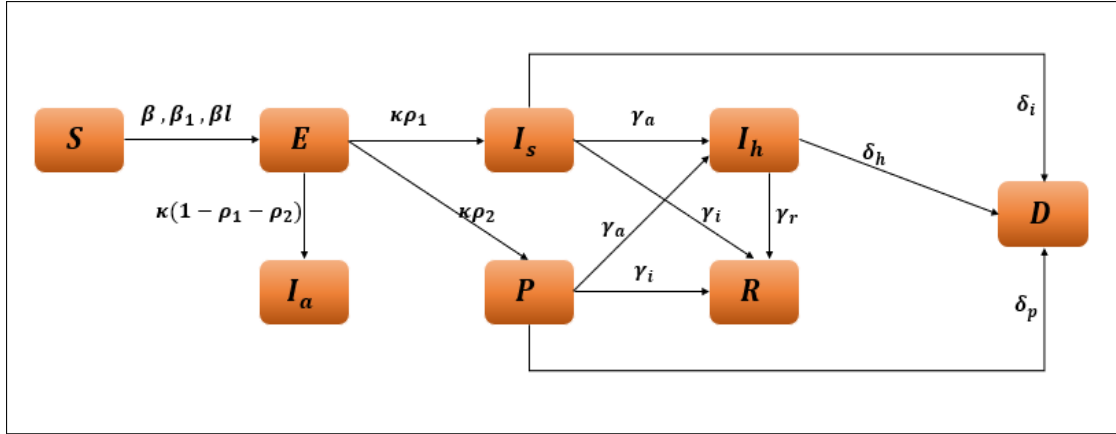 β , β₁ , βl
κρ₁
γₐ
δᵢ
S
E
Iₛ
Iₕ
δₕ
D
κ(1 − ρ₁ − ρ₂)
κρ₂
γₐ
γᵢ
γᵣ
Iₐ
P
γᵢ
R
δₚ